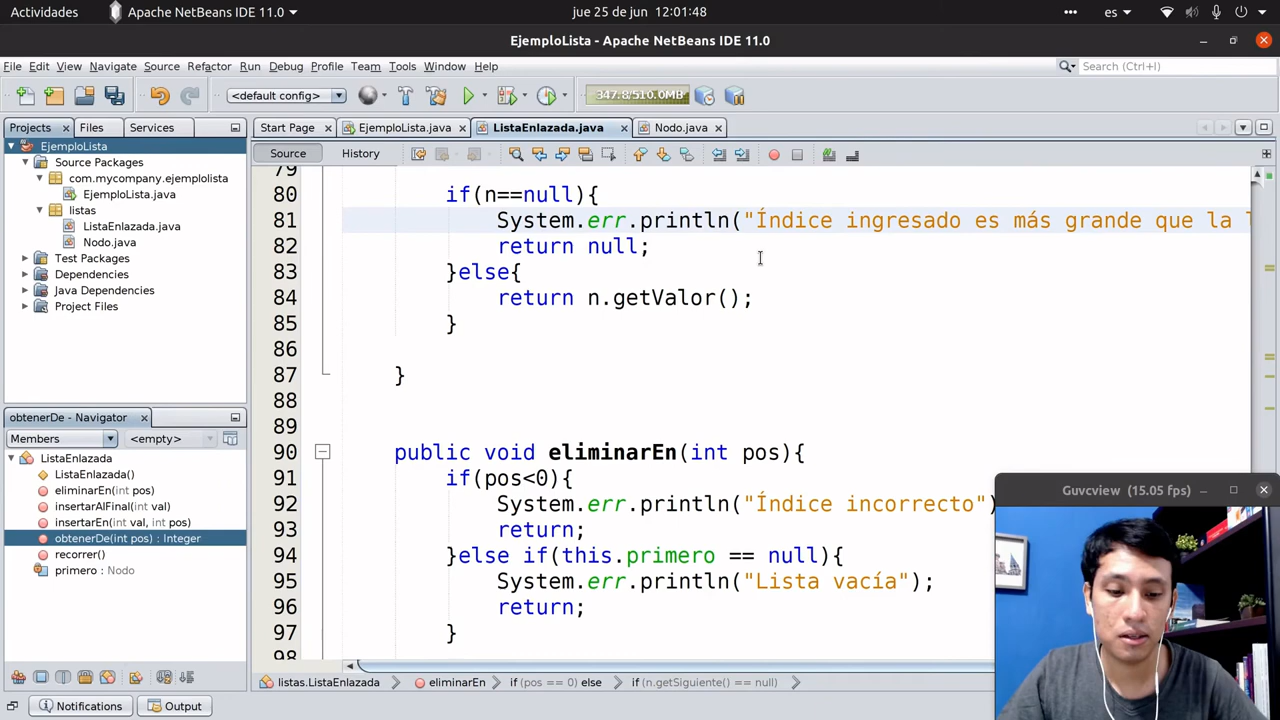 Actividades Apache NetBeans IDE 11.0 jue 25 de jun 12:01:48 es
EjemploLista - Apache NetBeans IDE 11.0
File Edit View Navigate Source Refactor Run Debug Profile Team Tools Window Help Search (Ctrl+I)
<default config> 347.8/510.0MB
Projects Files Services Start Page EjemploLista.java ListaEnlazada.java Nodo.java
EjemploLista
Source Packages
com.mycompany.ejemplolista
EjemploLista.java
listas
ListaEnlazada.java
Nodo.java
Test Packages
Dependencies
Java Dependencies
Project Files
obtenerDe - Navigator
Members <empty>
ListaEnlazada
ListaEnlazada()
eliminarEn(int pos)
insertarAlFinal(int val)
insertarEn(int val, int pos)
obtenerDe(int pos) : Integer
recorrer()
primero : Nodo
Source History
79
80 if(n==null){
81 System.err.println("Índice ingresado es más grande que la l
82 return null;
83 }else{
84 return n.getValor();
85 }
86
87 }
88
89
90 public void eliminarEn(int pos){
91 if(pos<0){
92 System.err.println("Índice incorrecto")
93 return;
94 }else if(this.primero == null){
95 System.err.println("Lista vacía");
96 return;
97 }
98
Guvcview (15.05 fps)
listas.ListaEnlazada eliminarEn if (pos == 0) else if (n.getSiguiente() == null)
Notifications Output